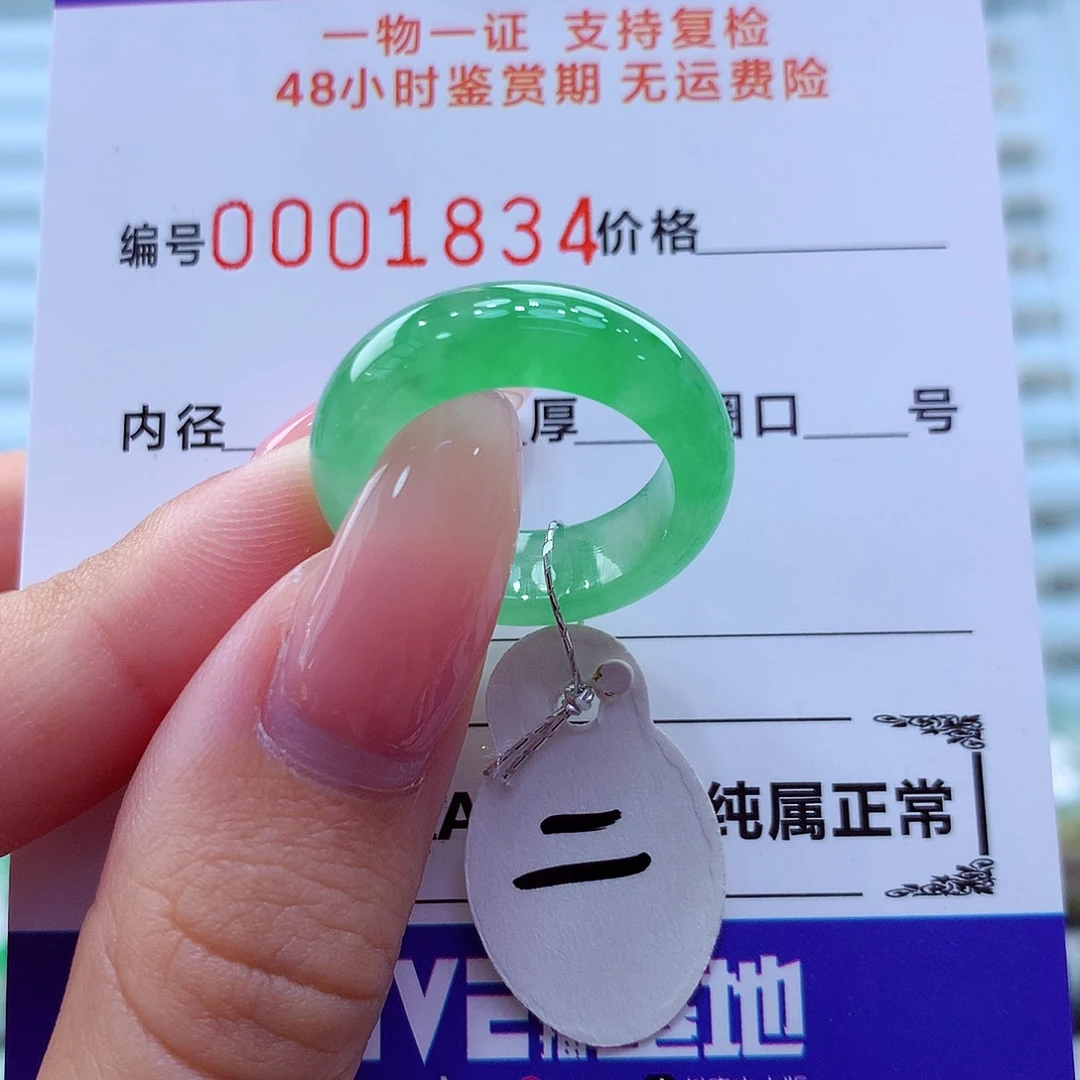 一物一证 支持复检
48小时鉴赏期 无运费险
编号0001834价格
内径 厚 圈口 号
纯属正常
二
基地